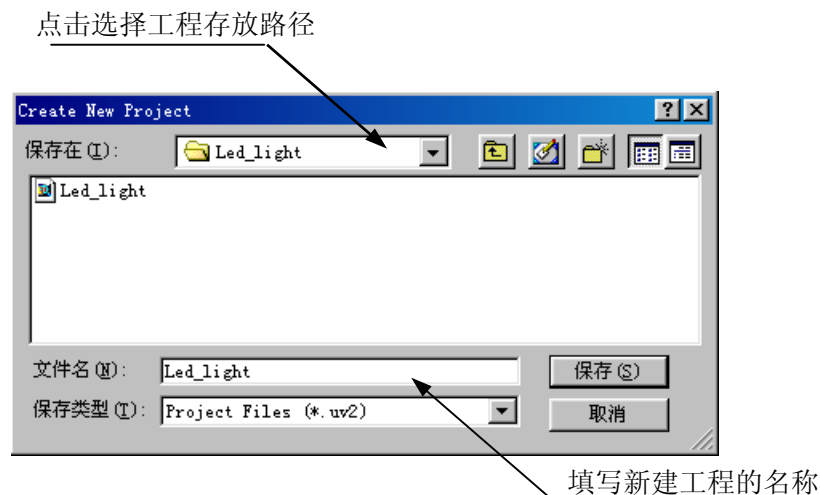 点击选择工程存放路径
Create New Project
保存在(I): Led_light
Led_light
文件名(N): Led_light 保存(S)
保存类型(T): Project Files (*.uv2) 取消
填写新建工程的名称